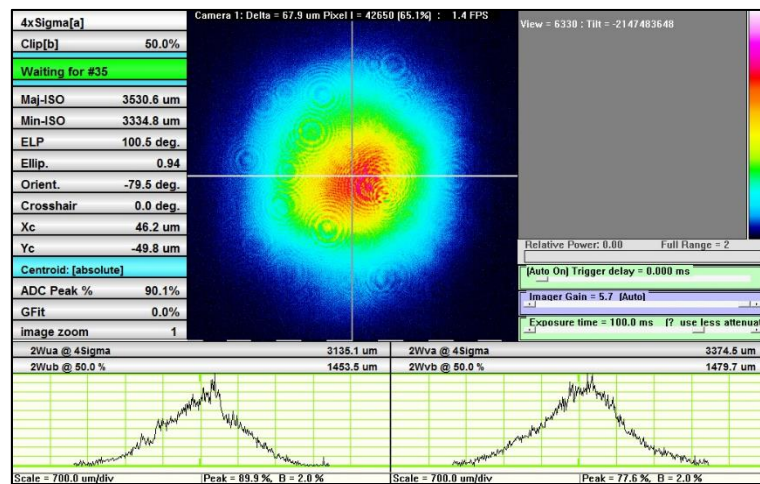 4xSigma[a]
Clip[b] 50.0%
Waiting for #35
Maj-ISO 3530.6 um
Min-ISO 3334.8 um
ELP 100.5 deg.
Ellip. 0.94
Orient. -79.5 deg.
Crosshair 0.0 deg.
Xc 46.2 um
Yc -49.8 um
Centroid: [absolute]
ADC Peak % 90.1%
GFit 0.0%
image zoom 1
Camera 1: Delta = 67.9 um Pixel I = 42650 (65.1%) : 1.4 FPS
View = 6330 : Tilt = -2147483648
Relative Power: 0.00 Full Range = 2
[Auto On] Trigger delay = 0.000 ms
Imager Gain = 5.7 [Auto]
Exposure time = 100.0 ms [? use less attenuat
2Wua @ 4Sigma 3135.1 um
2Wub @ 50.0 % 1453.5 um
2Wva @ 4Sigma 3374.5 um
2Wvb @ 50.0 % 1479.7 um
Scale = 700.0 um/div Peak = 89.9 %, B = 2.0 %
Scale = 700.0 um/div Peak = 77.6 %, B = 2.0 %